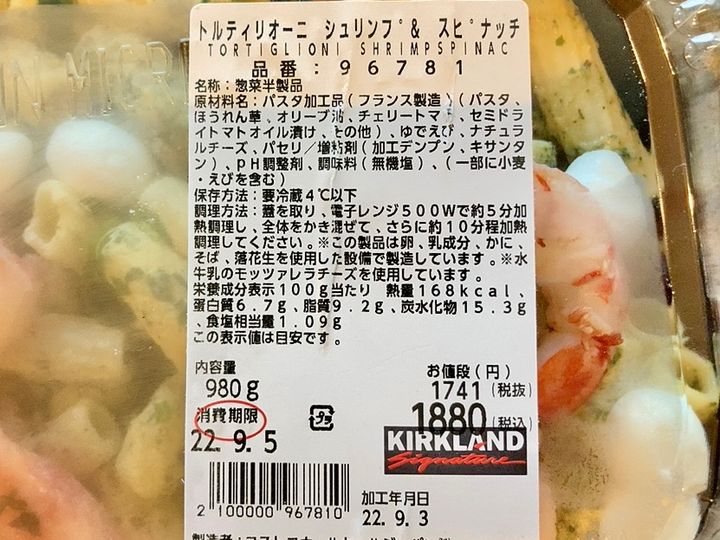 トルティリオーニ シュリンプ& スピナッチ
TORTIGLIONI SHRIMPSPINAC
品番:96781
名称:惣菜半製品
原材料名:パスタ加工品(フランス製造)(パスタ、
ほうれん草、オリーブ油、チェリートマト、セミドラ
イトマトオイル漬け、その他)、ゆでえび、ナチュラ
ルチーズ、パセリ/増粘剤(加工デンプン、キサンタ
ン)、pH調整剤、調味料(無機塩)、(一部に小麦
・えびを含む)
保存方法:要冷蔵4℃以下
調理方法:蓋を取り、電子レンジ500Wで約5分加
熱調理し、全体をかき混ぜて、さらに約10分程加熱
調理してください。※この製品は卵、乳成分、かに、
そば、落花生を使用した設備で製造しています。※水
牛乳のモッツァレラチーズを使用しています。
栄養成分表示100g当たり 熱量168kcal、
蛋白質6.7g、脂質9.2g、炭水化物15.3g
、食塩相当量1.09g
この表示値は目安です。
内容量 お値段(円)
980g 1741(税抜)
消費期限 1880(税込)
22.9.5 プラ KIRKLAND
Signature
2 100000 967810 加工年月日
22.9.3